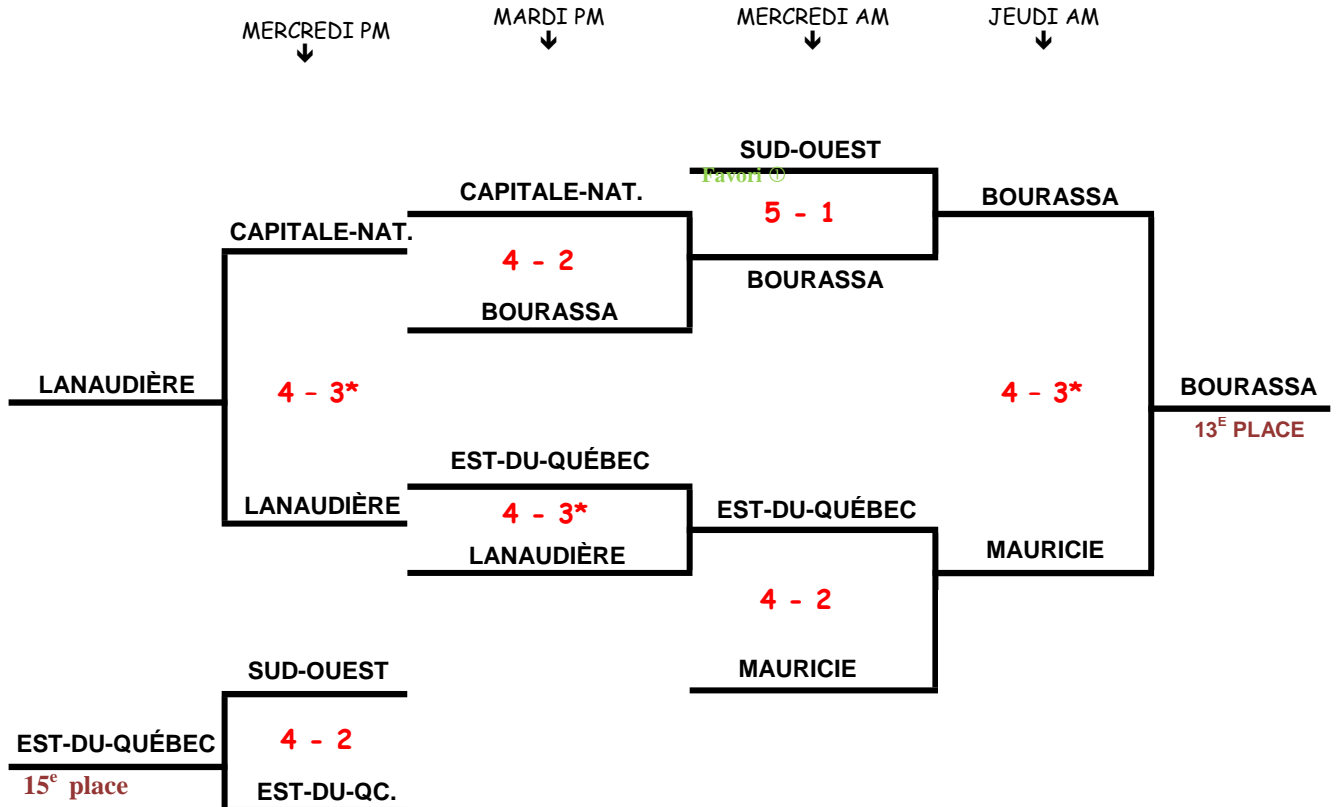 MERCREDI PM
MARDI PM
MERCREDI AM
JEUDI AM
SUD-OUEST
Favori ①
CAPITALE-NAT.
BOURASSA
5 - 1
CAPITALE-NAT.
4 - 2
BOURASSA
BOURASSA
LANAUDIÈRE
4 - 3*
4 - 3*
BOURASSA
13E PLACE
EST-DU-QUÉBEC
LANAUDIÈRE
4 - 3*
EST-DU-QUÉBEC
LANAUDIÈRE
MAURICIE
4 - 2
SUD-OUEST
MAURICIE
EST-DU-QUÉBEC
4 - 2
15e place
EST-DU-QC.